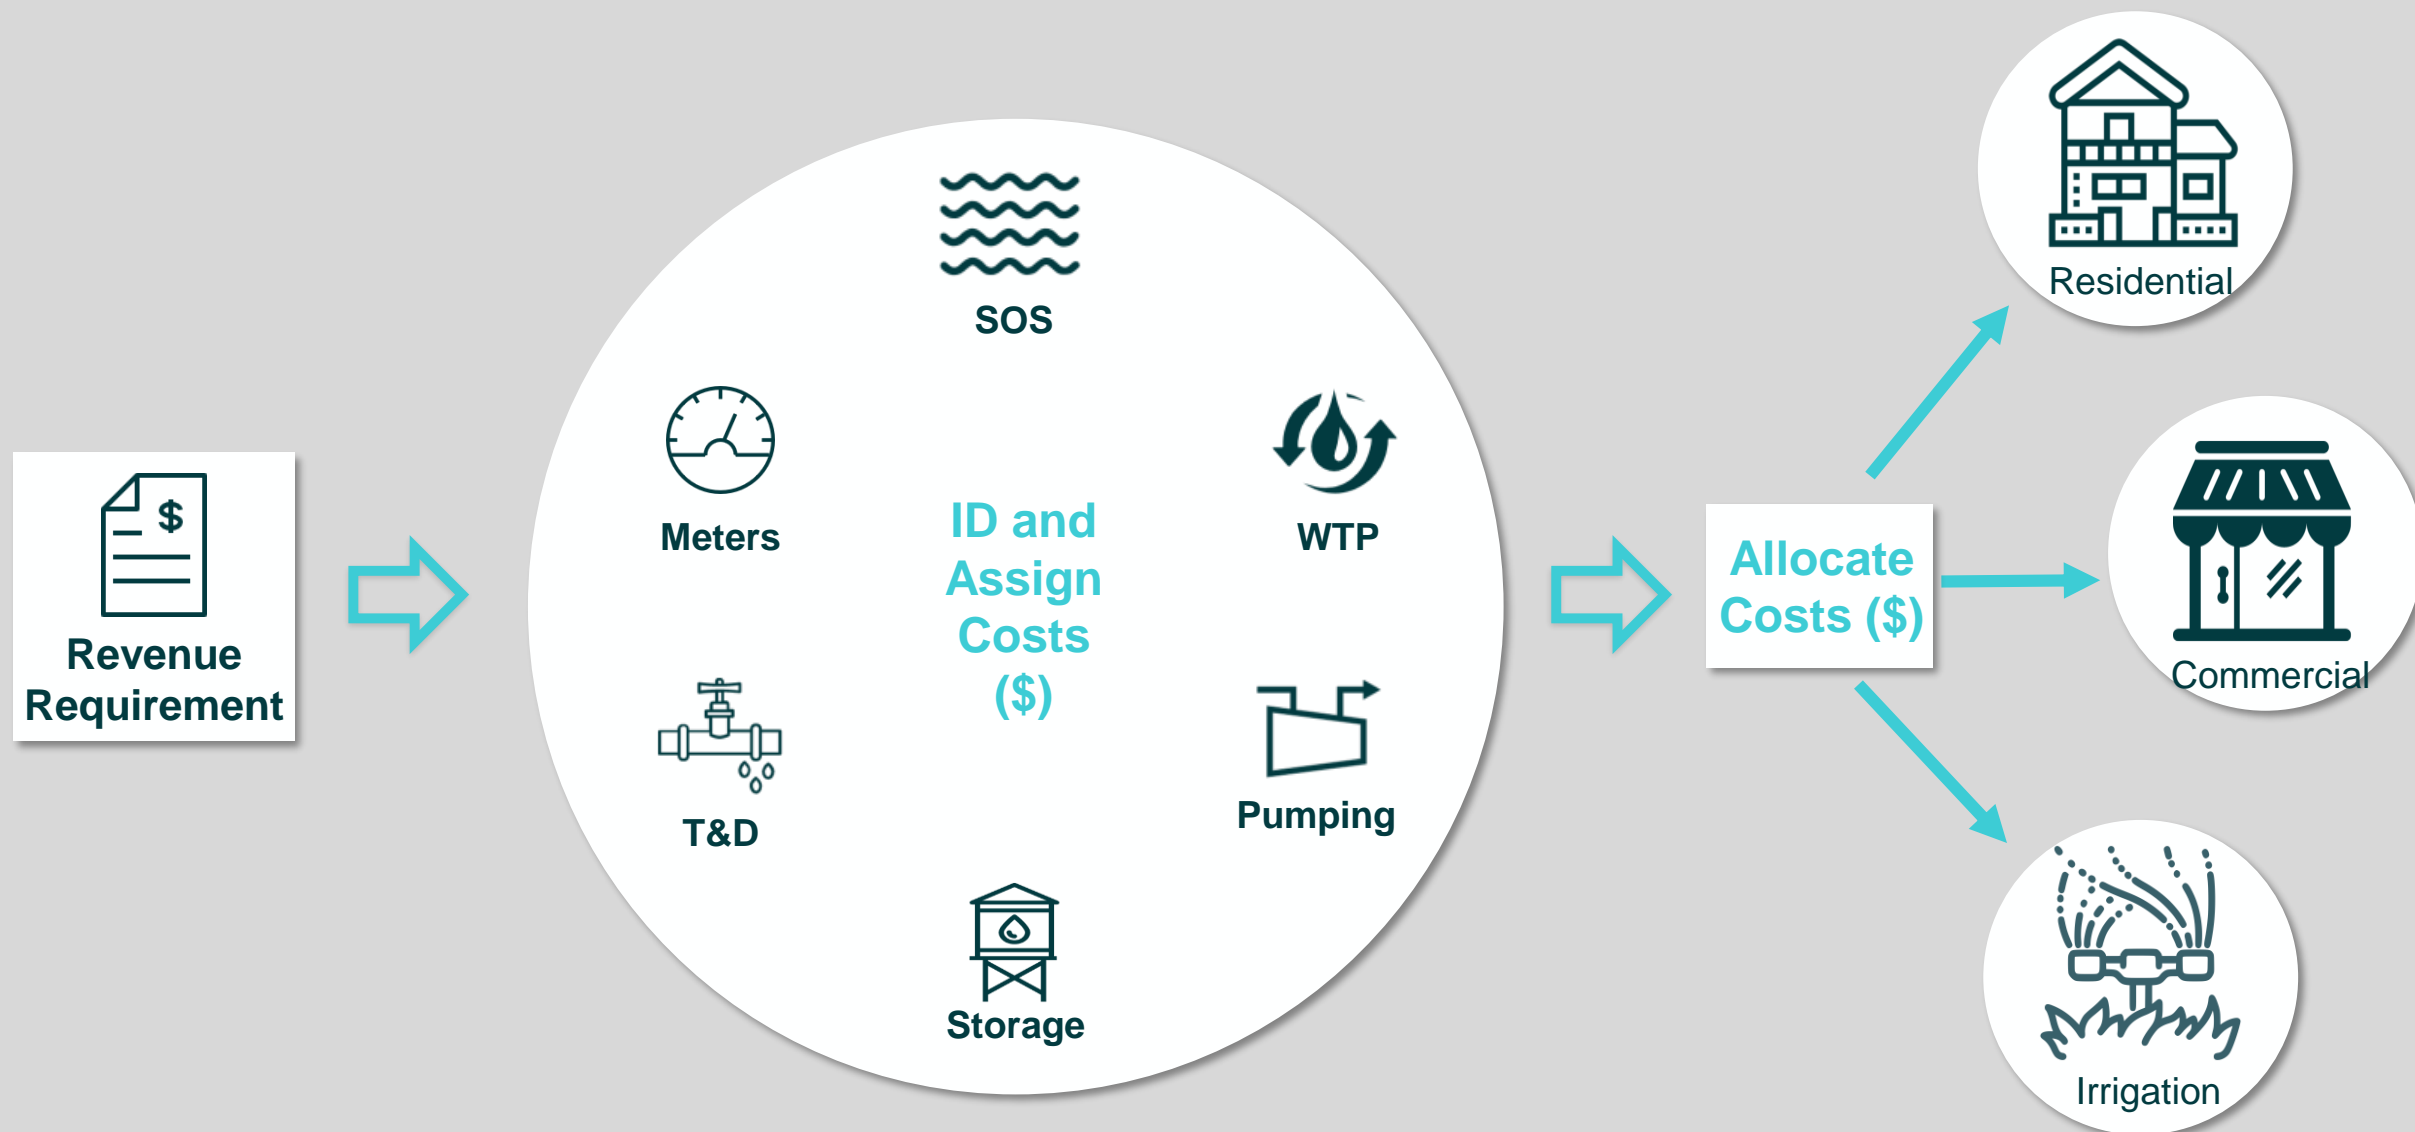 Revenue
Requirement
SOS
Meters
WTP
ID and
Assign
Costs
($)
T&D
Pumping
Storage
Allocate
Costs ($)
Residential
Commercial
Irrigation
$